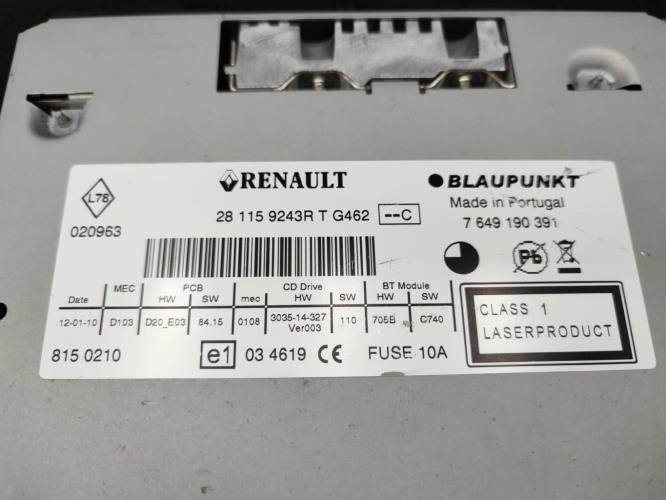 L78
RENAULT
BLAUPUNKT
Made in Portugal
020963
28 115 9243R T G462 --C
7 649 190 391
Pb
MEC PCB CD Drive BT Module
Date HW SW mec HW SW HW SW
12-01-10 D103 D20_E03 84.15 0108 3035-14-327 110 705B C740
Ver003
CLASS 1
LASERPRODUCT
815 0210 e1 03 4619 CE FUSE 10A